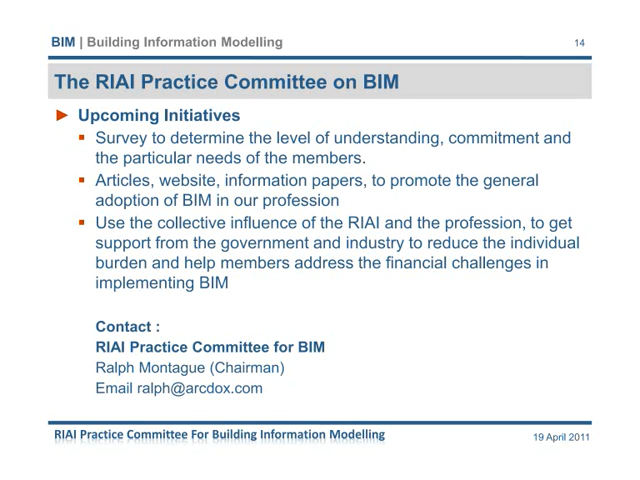 BIM | Building Information Modelling
14
The RIAI Practice Committee on BIM
► Upcoming Initiatives
▪ Survey to determine the level of understanding, commitment and
the particular needs of the members.
▪ Articles, website, information papers, to promote the general
adoption of BIM in our profession
▪ Use the collective influence of the RIAI and the profession, to get
support from the government and industry to reduce the individual
burden and help members address the financial challenges in
implementing BIM
Contact :
RIAI Practice Committee for BIM
Ralph Montague (Chairman)
Email ralph@arcdox.com
RIAI Practice Committee For Building Information Modelling
19 April 2011